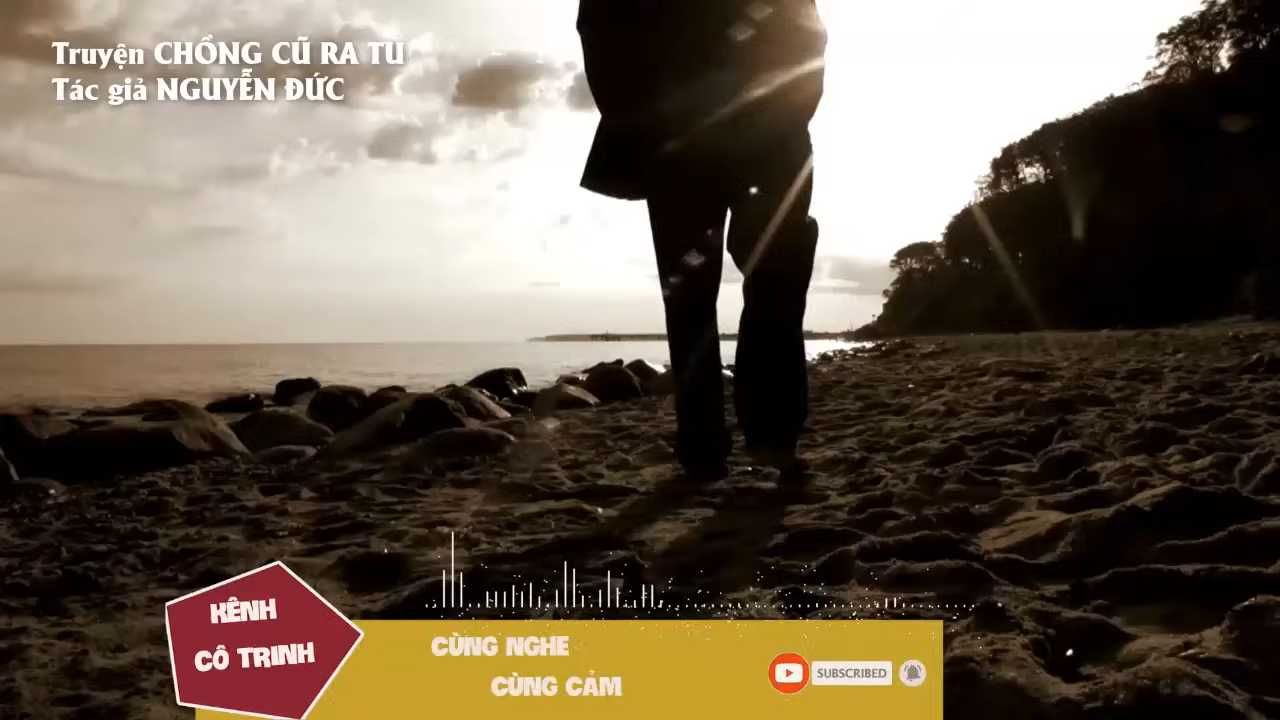 Truyện CHỒNG CŨ RA TU
Tác giả NGUYỄN ĐỨC
KÊNH
CÔ TRINH
CÙNG NGHE
CÙNG CẢM
SUBSCRIBED